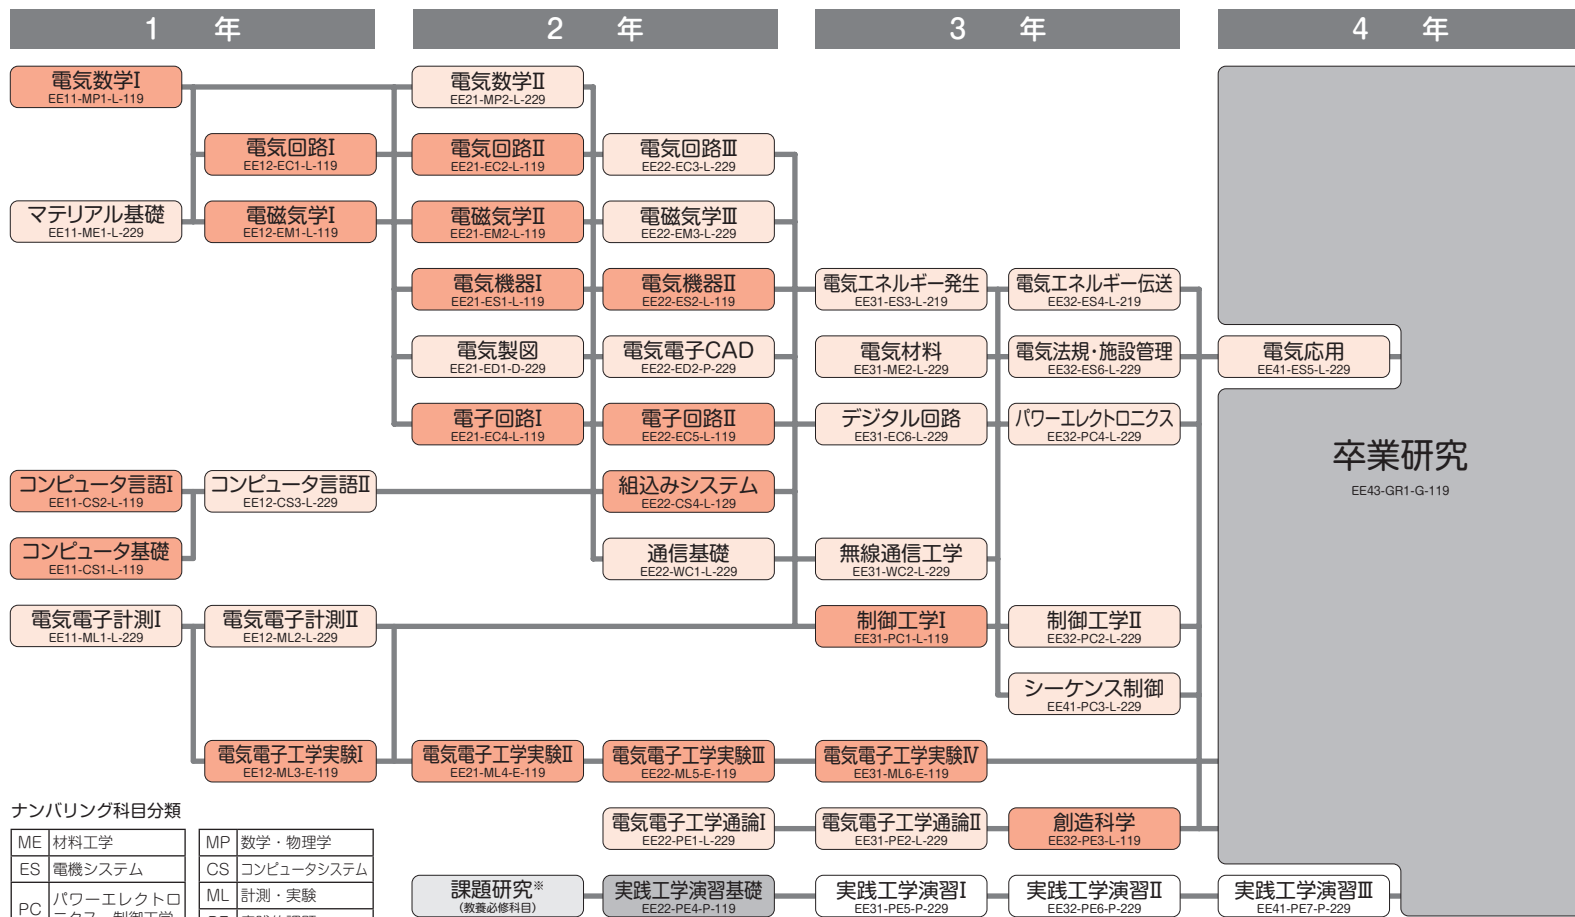 1 年
2 年
3 年
4 年
電気数学I
EE11-MP1-L-119
電気数学II
EE21-MP2-L-229
電気回路I
EE12-EC1-L-119
電気回路II
EE21-EC2-L-119
電気回路III
EE22-EC3-L-229
マテリアル基礎
EE11-ME1-L-229
電磁気学I
EE12-EM1-L-119
電磁気学II
EE21-EM2-L-119
電磁気学III
EE22-EM3-L-229
電気機器I
EE21-ES1-L-119
電気機器II
EE22-ES2-L-119
電気エネルギー発生
EE31-ES3-L-219
電気エネルギー伝送
EE32-ES4-L-219
電気製図
EE21-ED1-D-229
電気電子CAD
EE22-ED2-P-229
電気材料
EE31-ME2-L-229
電気法規・施設管理
EE32-ES6-L-229
電気応用
EE41-ES5-L-229
電子回路I
EE21-EC4-L-119
電子回路II
EE22-EC5-L-119
デジタル回路
EE31-EC6-L-229
パワーエレクトロニクス
EE32-PC4-L-229
卒業研究
EE43-GR1-G-119
コンピュータ言語I
EE11-CS2-L-119
コンピュータ言語II
EE12-CS3-L-229
組込みシステム
EE22-CS4-L-129
コンピュータ基礎
EE11-CS1-L-119
通信基礎
EE22-WC1-L-229
無線通信工学
EE31-WC2-L-229
電気電子計測I
EE11-ML1-L-229
電気電子計測II
EE12-ML2-L-229
制御工学I
EE31-PC1-L-119
制御工学II
EE32-PC2-L-229
シーケンス制御
EE41-PC3-L-229
電気電子工学実験I
EE12-ML3-E-119
電気電子工学実験II
EE21-ML4-E-119
電気電子工学実験III
EE22-ML5-E-119
電気電子工学実験IV
EE31-ML6-E-119
電気電子工学通論I
EE22-PE1-L-229
電気電子工学通論II
EE31-PE2-L-229
創造科学
EE32-PE3-L-119
課題研究※
(教養必修科目)
実践工学演習基礎
EE22-PE4-P-119
実践工学演習I
EE31-PE5-P-229
実践工学演習II
EE32-PE6-P-229
実践工学演習III
EE41-PE7-P-229
ナンバリング科目分類
ME 材料工学
MP 数学・物理学
ES 電機システム
CS コンピュータシステム
PC パワーエレクトロ
ML 計測・実験